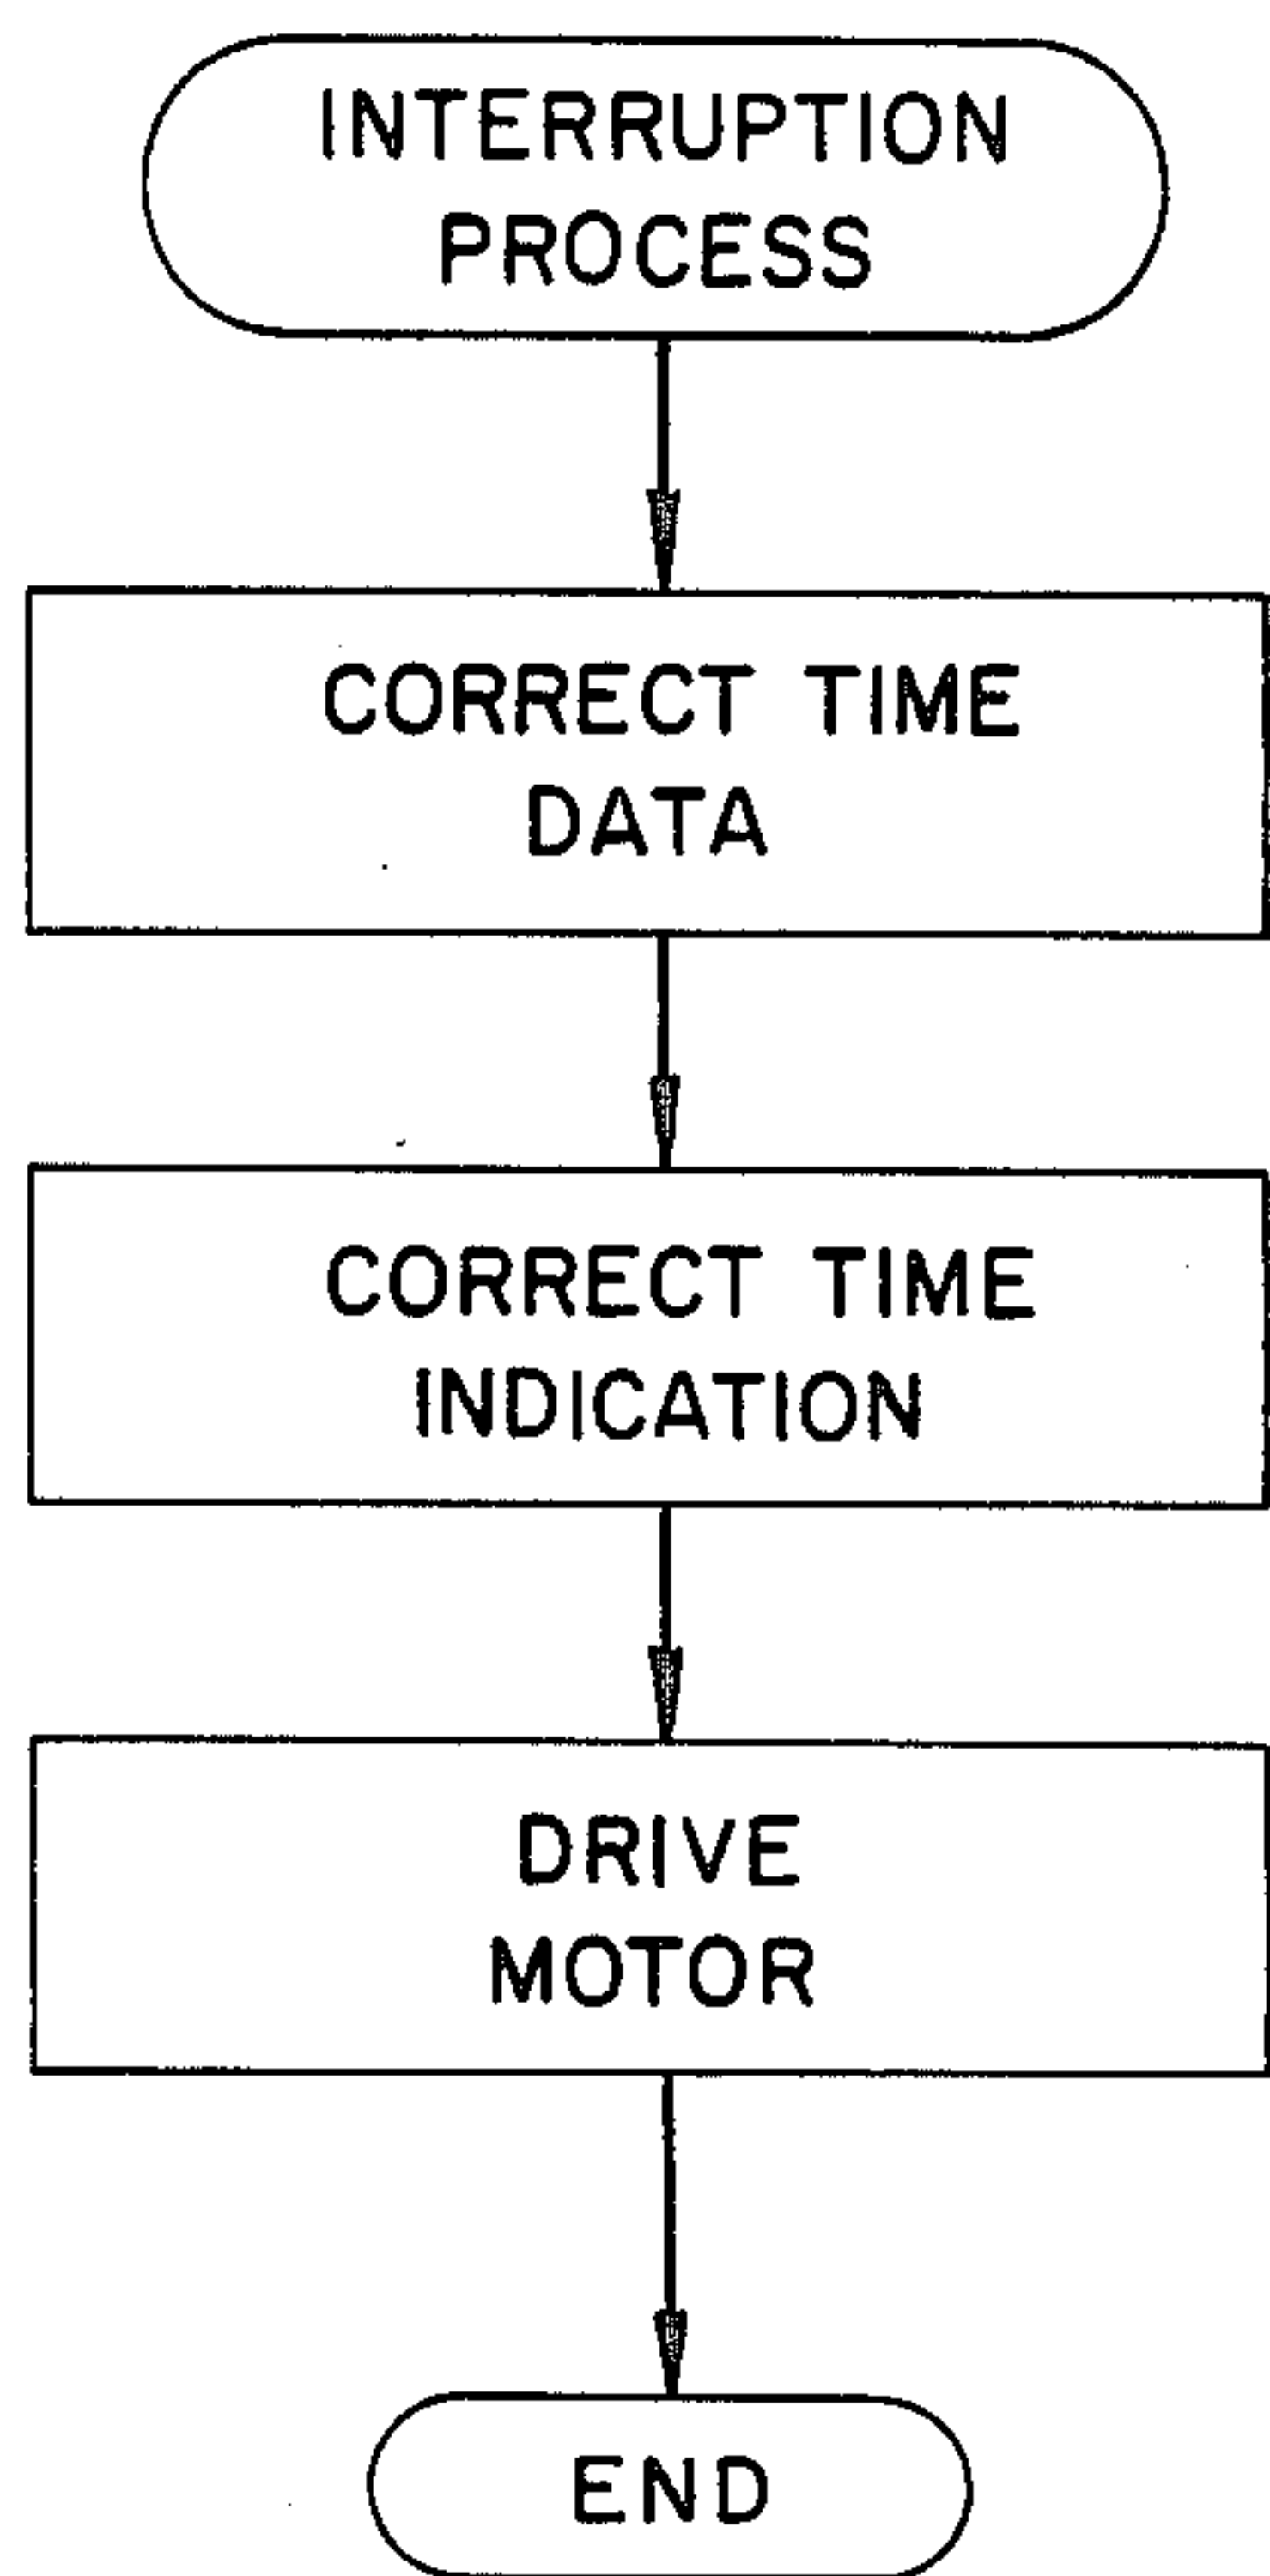 INTERRUPTION
PROCESS
CORRECT TIME
DATA
CORRECT TIME
INDICATION
DRIVE
MOTOR
END